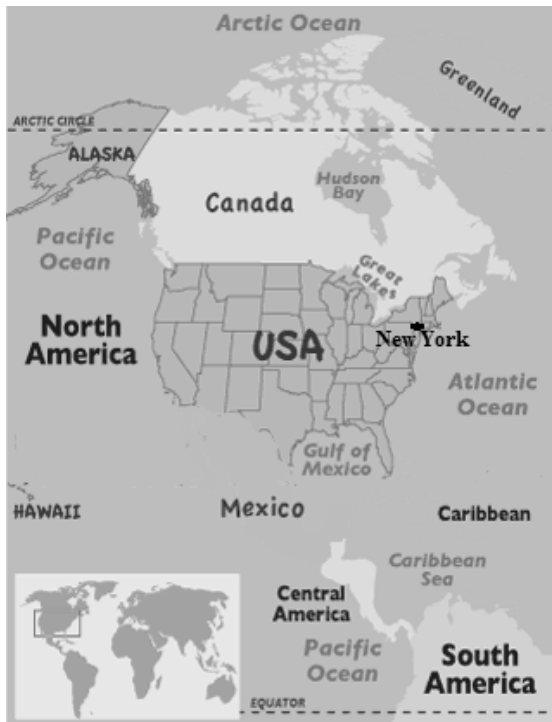 Arctic Ocean
Greenland
ARCTIC CIRCLE
ALASKA
Hudson
Bay
Canada
Pacific
Ocean
Great
Lakes
North
America
USA
New York
Atlantic
Ocean
Gulf of
Mexico
HAWAII
Mexico
Caribbean
Caribbean
Sea
Central
America
Pacific
Ocean
South
America
EQUATOR